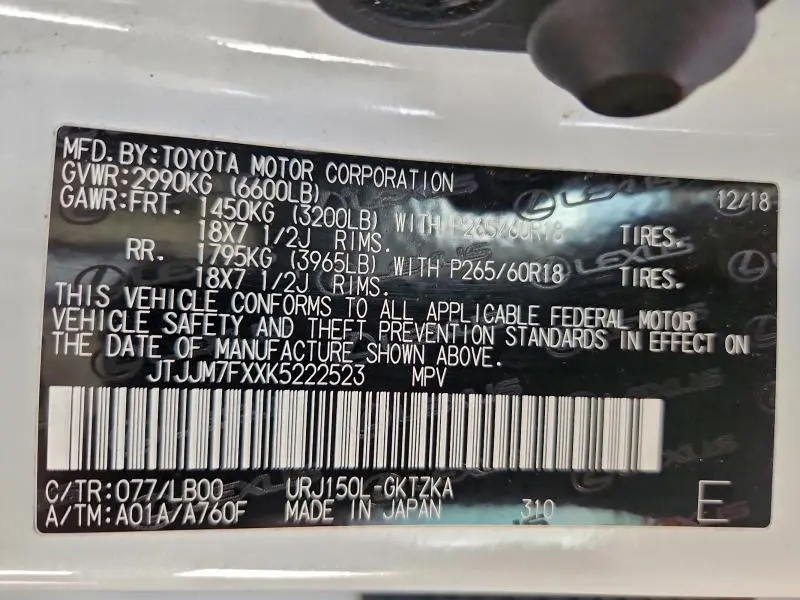 MFD. BY: TOYOTA MOTOR CORPORATION 12/18
GVWR: 2990KG (6600LB)
GAWR: FRT. 1450KG (3200LB) WITH P265/60R18 TIRES.
18X7 1/2J RIMS.
RR. 1795KG (3965LB) WITH P265/60R18 TIRES.
18X7 1/2J RIMS.
THIS VEHICLE CONFORMS TO ALL APPLICABLE FEDERAL MOTOR
VEHICLE SAFETY AND THEFT PREVENTION STANDARDS IN EFFECT ON
THE DATE OF MANUFACTURE SHOWN ABOVE.
JTJJM7FXXK5222523 MPV
C/TR: 077/LB00 URJ150L-GKTZKA
A/TM: A01A/A760F MADE IN JAPAN 310 E
LEXUS